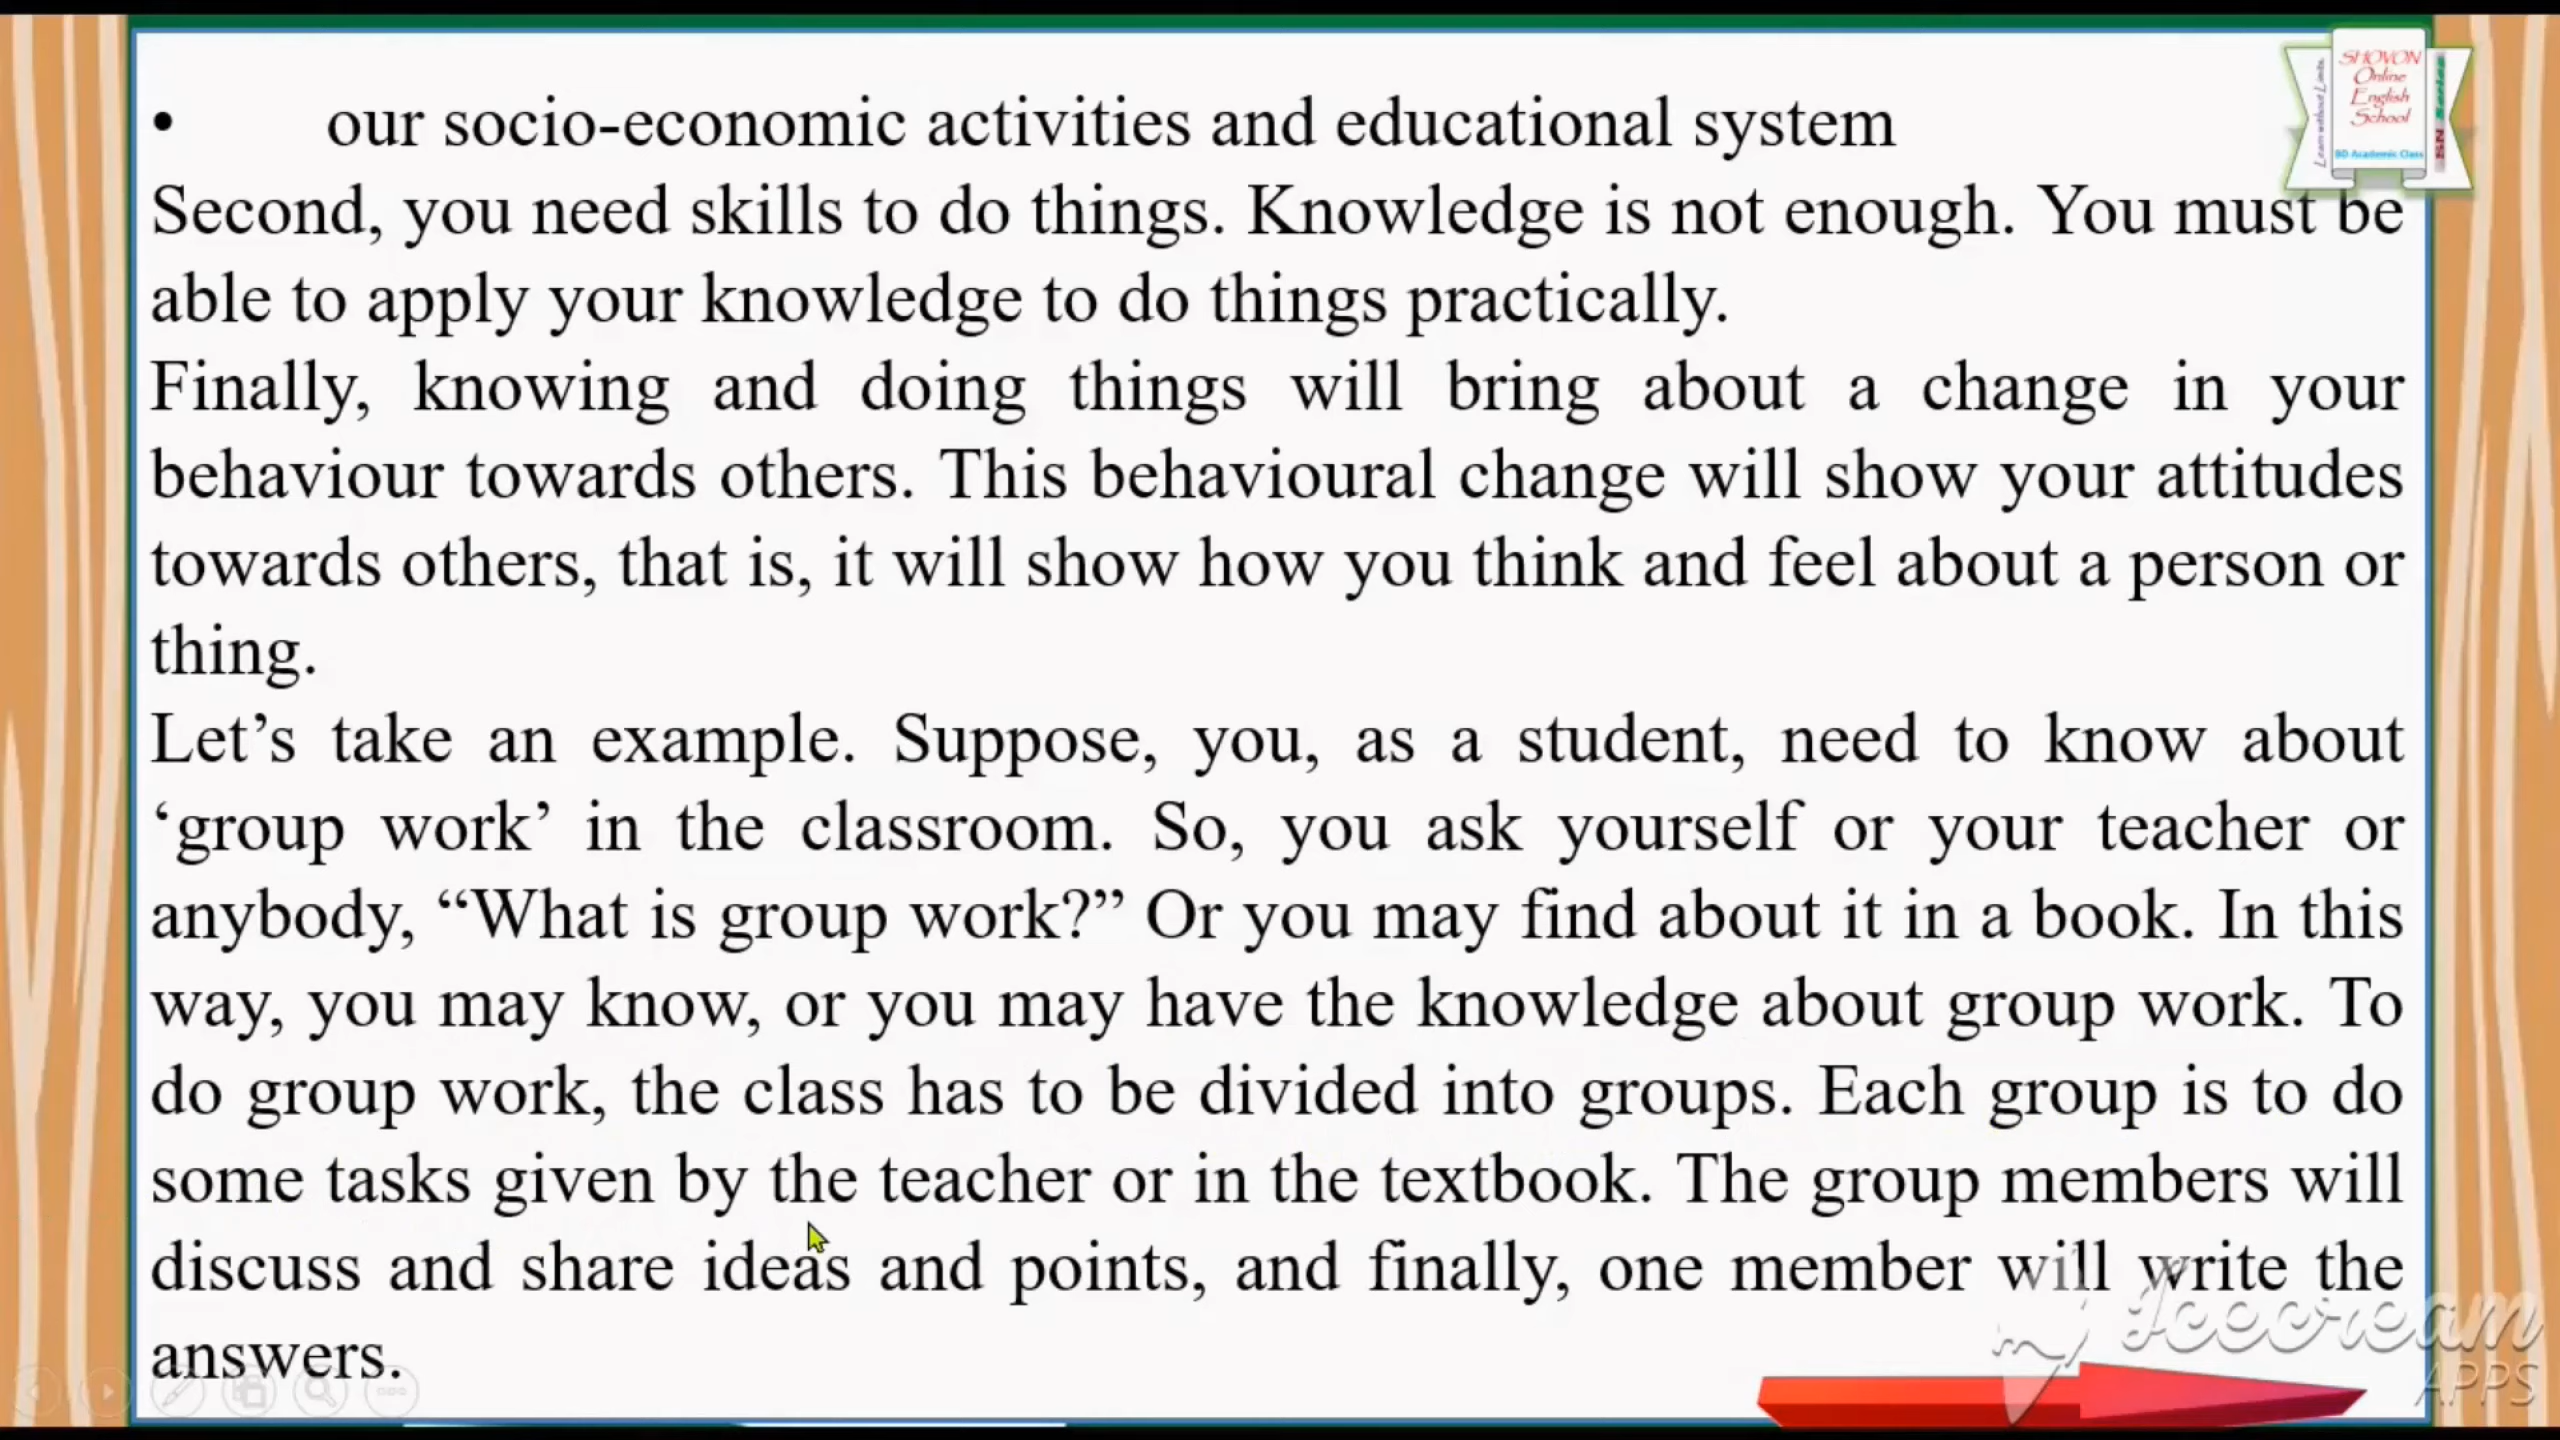 • our socio-economic activities and educational system
Second, you need skills to do things. Knowledge is not enough. You must be
able to apply your knowledge to do things practically.
Finally, knowing and doing things will bring about a change in your
behaviour towards others. This behavioural change will show your attitudes
towards others, that is, it will show how you think and feel about a person or
thing.
Let’s take an example. Suppose, you, as a student, need to know about
‘group work’ in the classroom. So, you ask yourself or your teacher or
anybody, “What is group work?” Or you may find about it in a book. In this
way, you may know, or you may have the knowledge about group work. To
do group work, the class has to be divided into groups. Each group is to do
some tasks given by the teacher or in the textbook. The group members will
discuss and share ideas and points, and finally, one member will write the
answers.
SHOVON
Online
English
School
BD Academic Class
Learn without Limits
Icecream
APPS